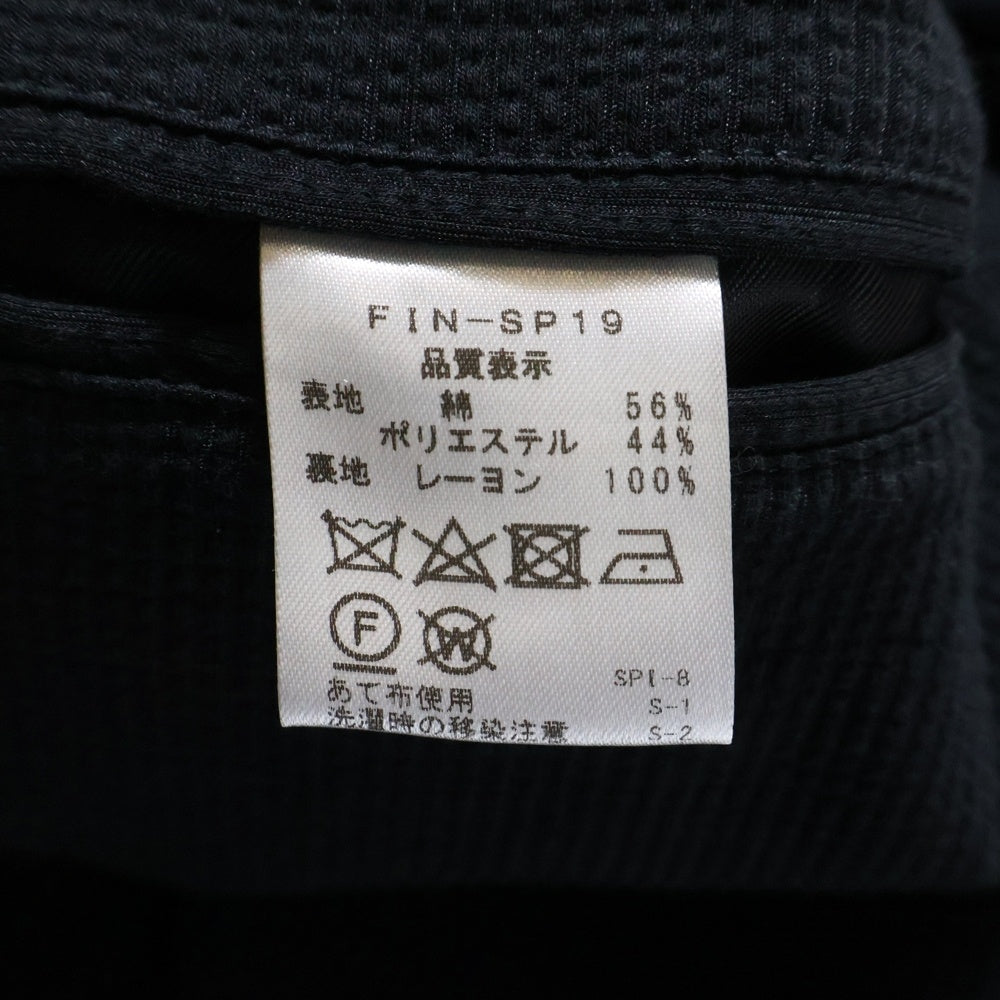 FIN-SP19
品質表示
表地 綿 56%
ポリエステル 44%
裏地 レーヨン 100%
F W
あて布使用 SPI-8
洗濯時の移染注意 S-1
S-2